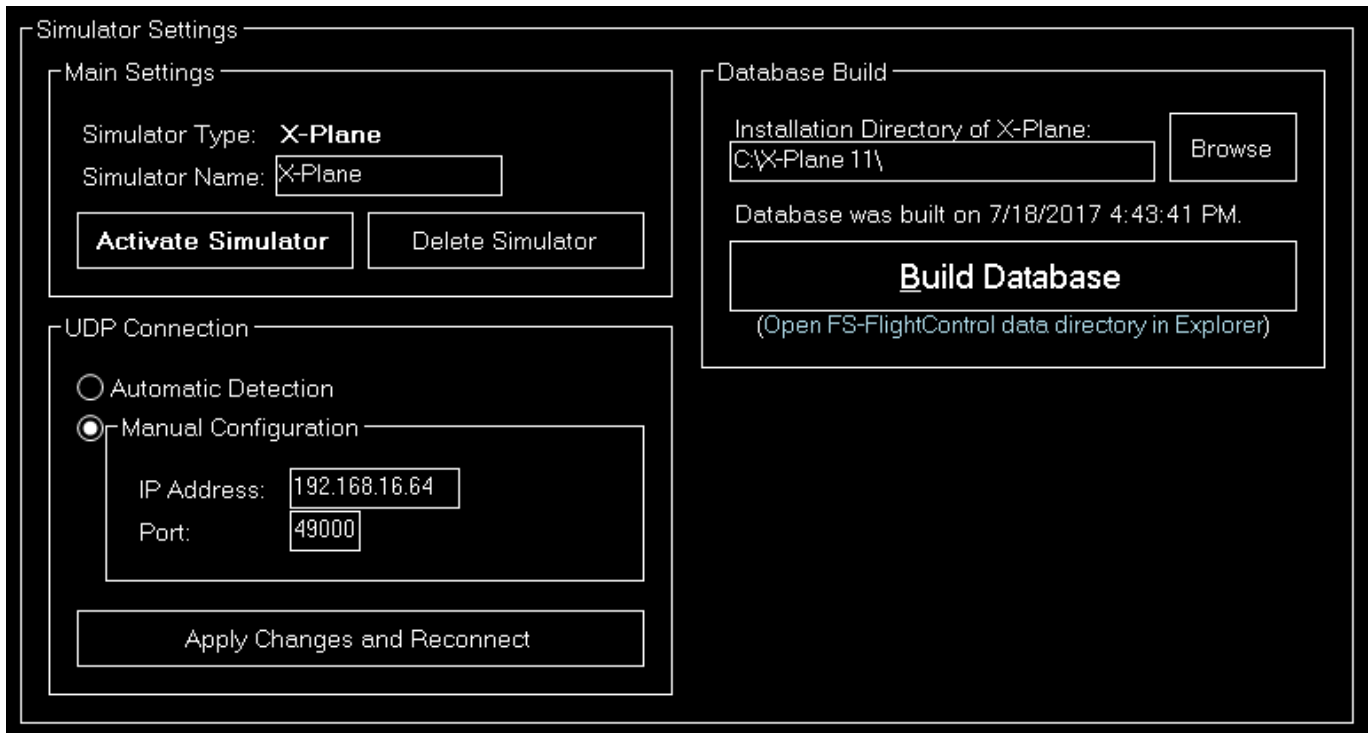 Simulator Settings
Main Settings
Simulator Type: X-Plane
Simulator Name: X-Plane
Activate Simulator
Delete Simulator
UDP Connection
Automatic Detection
Manual Configuration
IP Address: 192.168.16.64
Port: 49000
Apply Changes and Reconnect
Database Build
Installation Directory of X-Plane:
C:\X-Plane 11\
Browse
Database was built on 7/18/2017 4:43:41 PM.
Build Database
(Open FS-FlightControl data directory in Explorer)